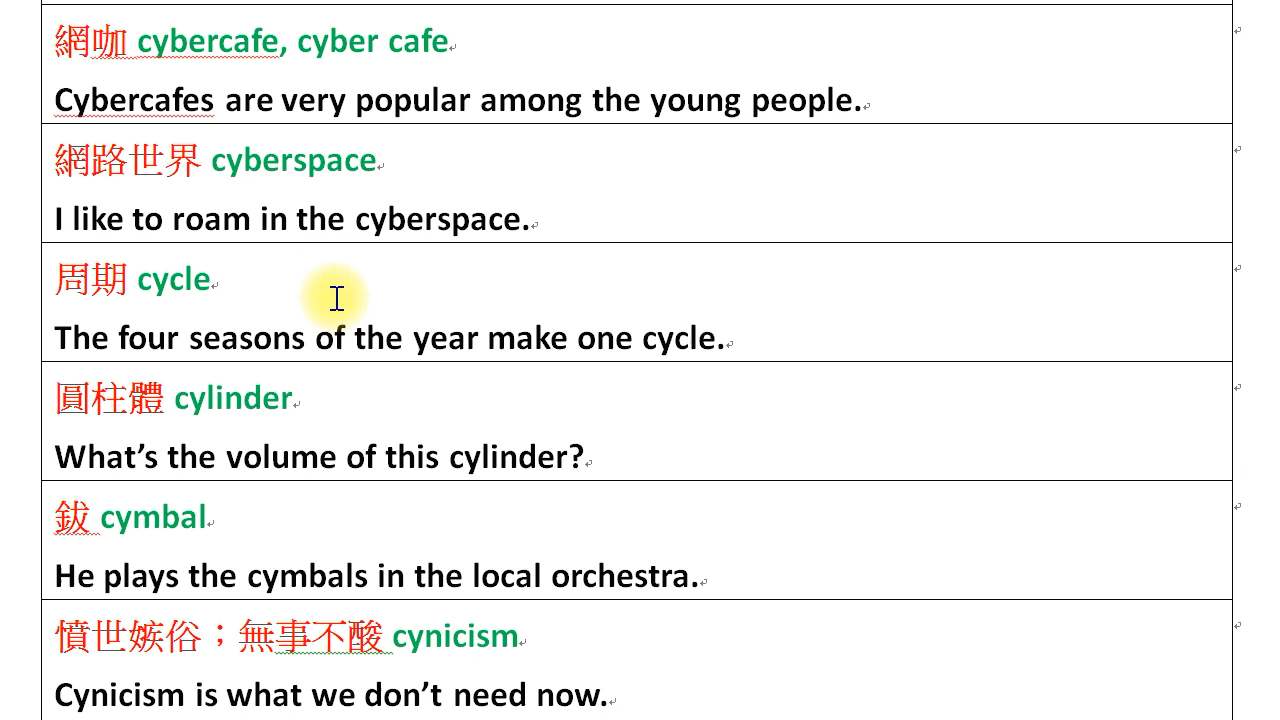 網咖 cybercafe, cyber cafe
Cybercafes are very popular among the young people.
網路世界 cyberspace
I like to roam in the cyberspace.
周期 cycle
The four seasons of the year make one cycle.
圓柱體 cylinder
What’s the volume of this cylinder?
鈸 cymbal
He plays the cymbals in the local orchestra.
憤世嫉俗；無事不酸 cynicism
Cynicism is what we don’t need now.